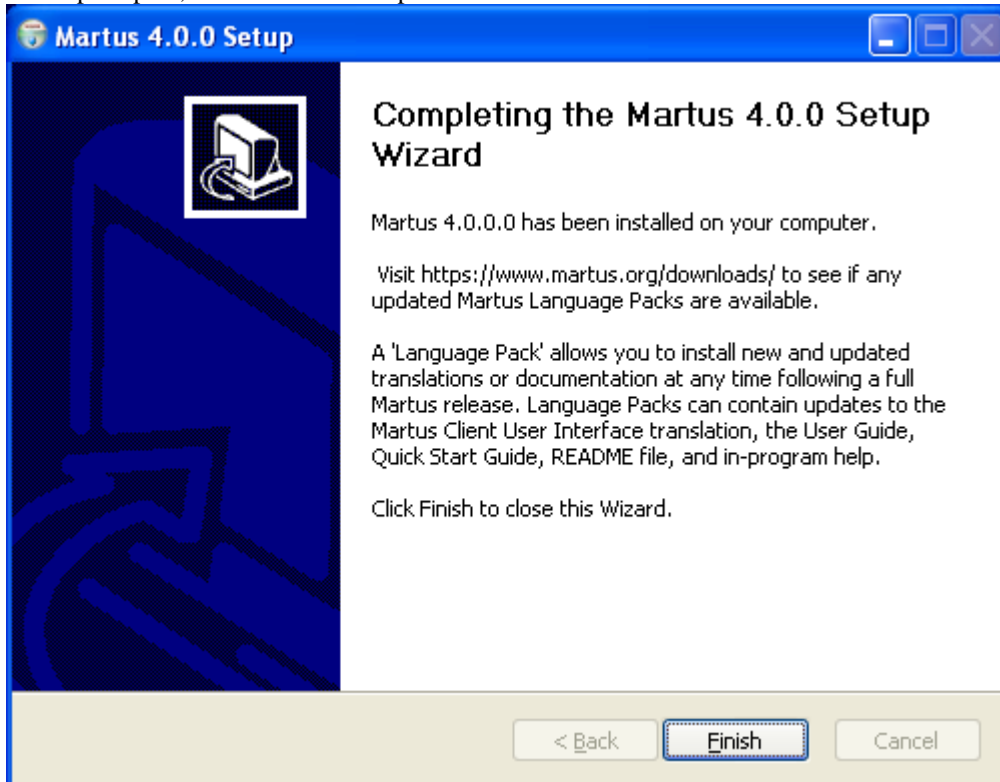 Martus 4.0.0 Setup
Completing the Martus 4.0.0 Setup
Wizard
Martus 4.0.0.0 has been installed on your computer.
Visit https://www.martus.org/downloads/ to see if any
updated Martus Language Packs are available.
A 'Language Pack' allows you to install new and updated
translations or documentation at any time following a full
Martus release. Language Packs can contain updates to the
Martus Client User Interface translation, the User Guide,
Quick Start Guide, README file, and in-program help.
Click Finish to close this Wizard.
< Back Finish Cancel